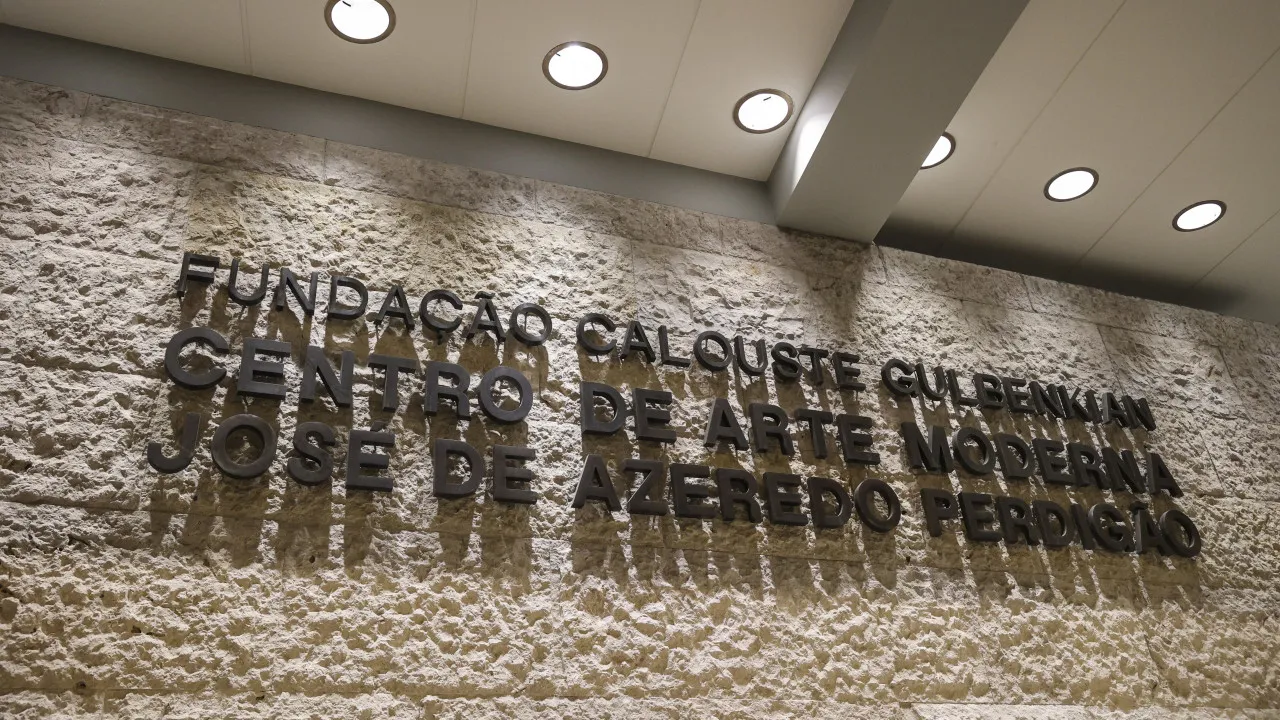 FUNDAÇÃO CALOUSTE GULBENKIAN
CENTRO DE ARTE MODERNA
JOSÉ DE AZEREDO PERDIGÃO